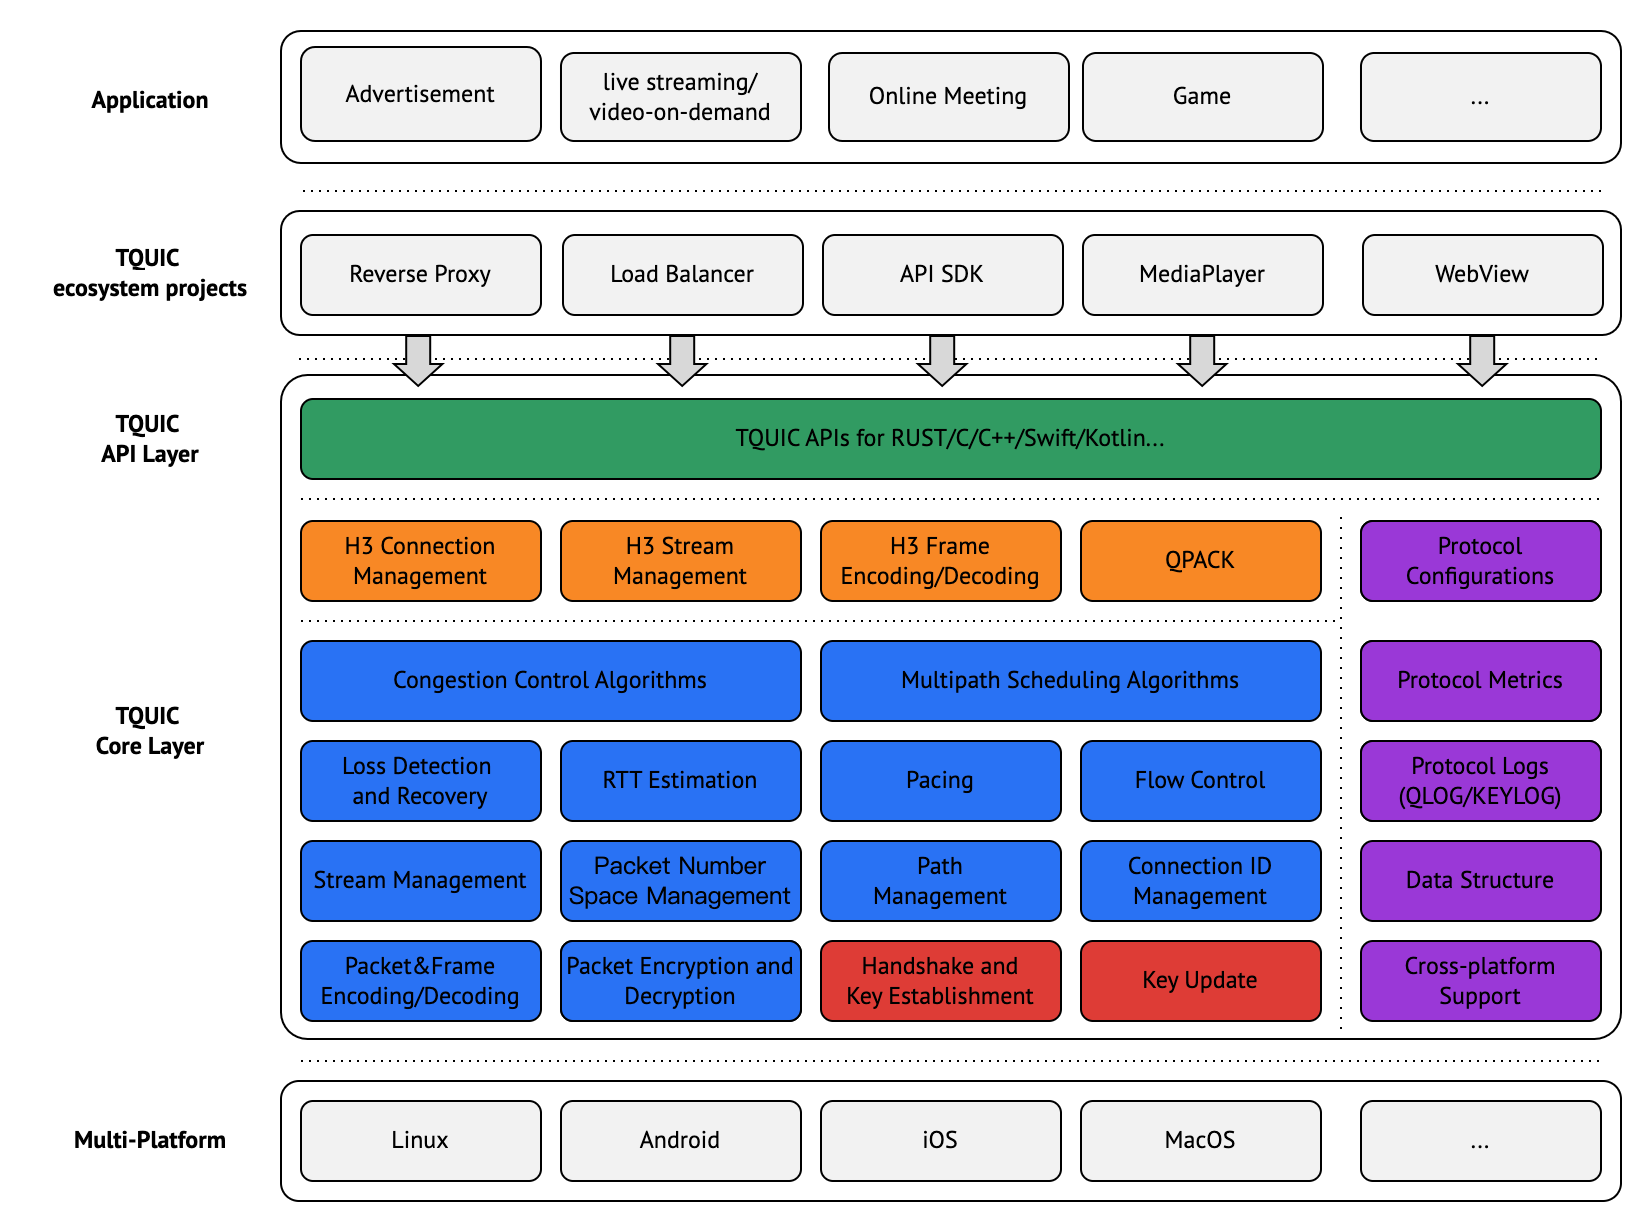 Application
Advertisement
live streaming/
video-on-demand
Online Meeting
Game
...
TQUIC
ecosystem projects
Reverse Proxy
Load Balancer
API SDK
MediaPlayer
WebView
TQUIC
API Layer
TQUIC APIs for RUST/C/C++/Swift/Kotlin...
TQUIC
Core Layer
H3 Connection
Management
H3 Stream
Management
H3 Frame
Encoding/Decoding
QPACK
Protocol
Configurations
Congestion Control Algorithms
Multipath Scheduling Algorithms
Protocol Metrics
Loss Detection
and Recovery
RTT Estimation
Pacing
Flow Control
Protocol Logs
(QLOG/KEYLOG)
Stream Management
Packet Number
Space Management
Path
Management
Connection ID
Management
Data Structure
Packet&Frame
Encoding/Decoding
Packet Encryption and
Decryption
Handshake and
Key Establishment
Key Update
Cross-platform
Support
Multi-Platform
Linux
Android
iOS
MacOS
...